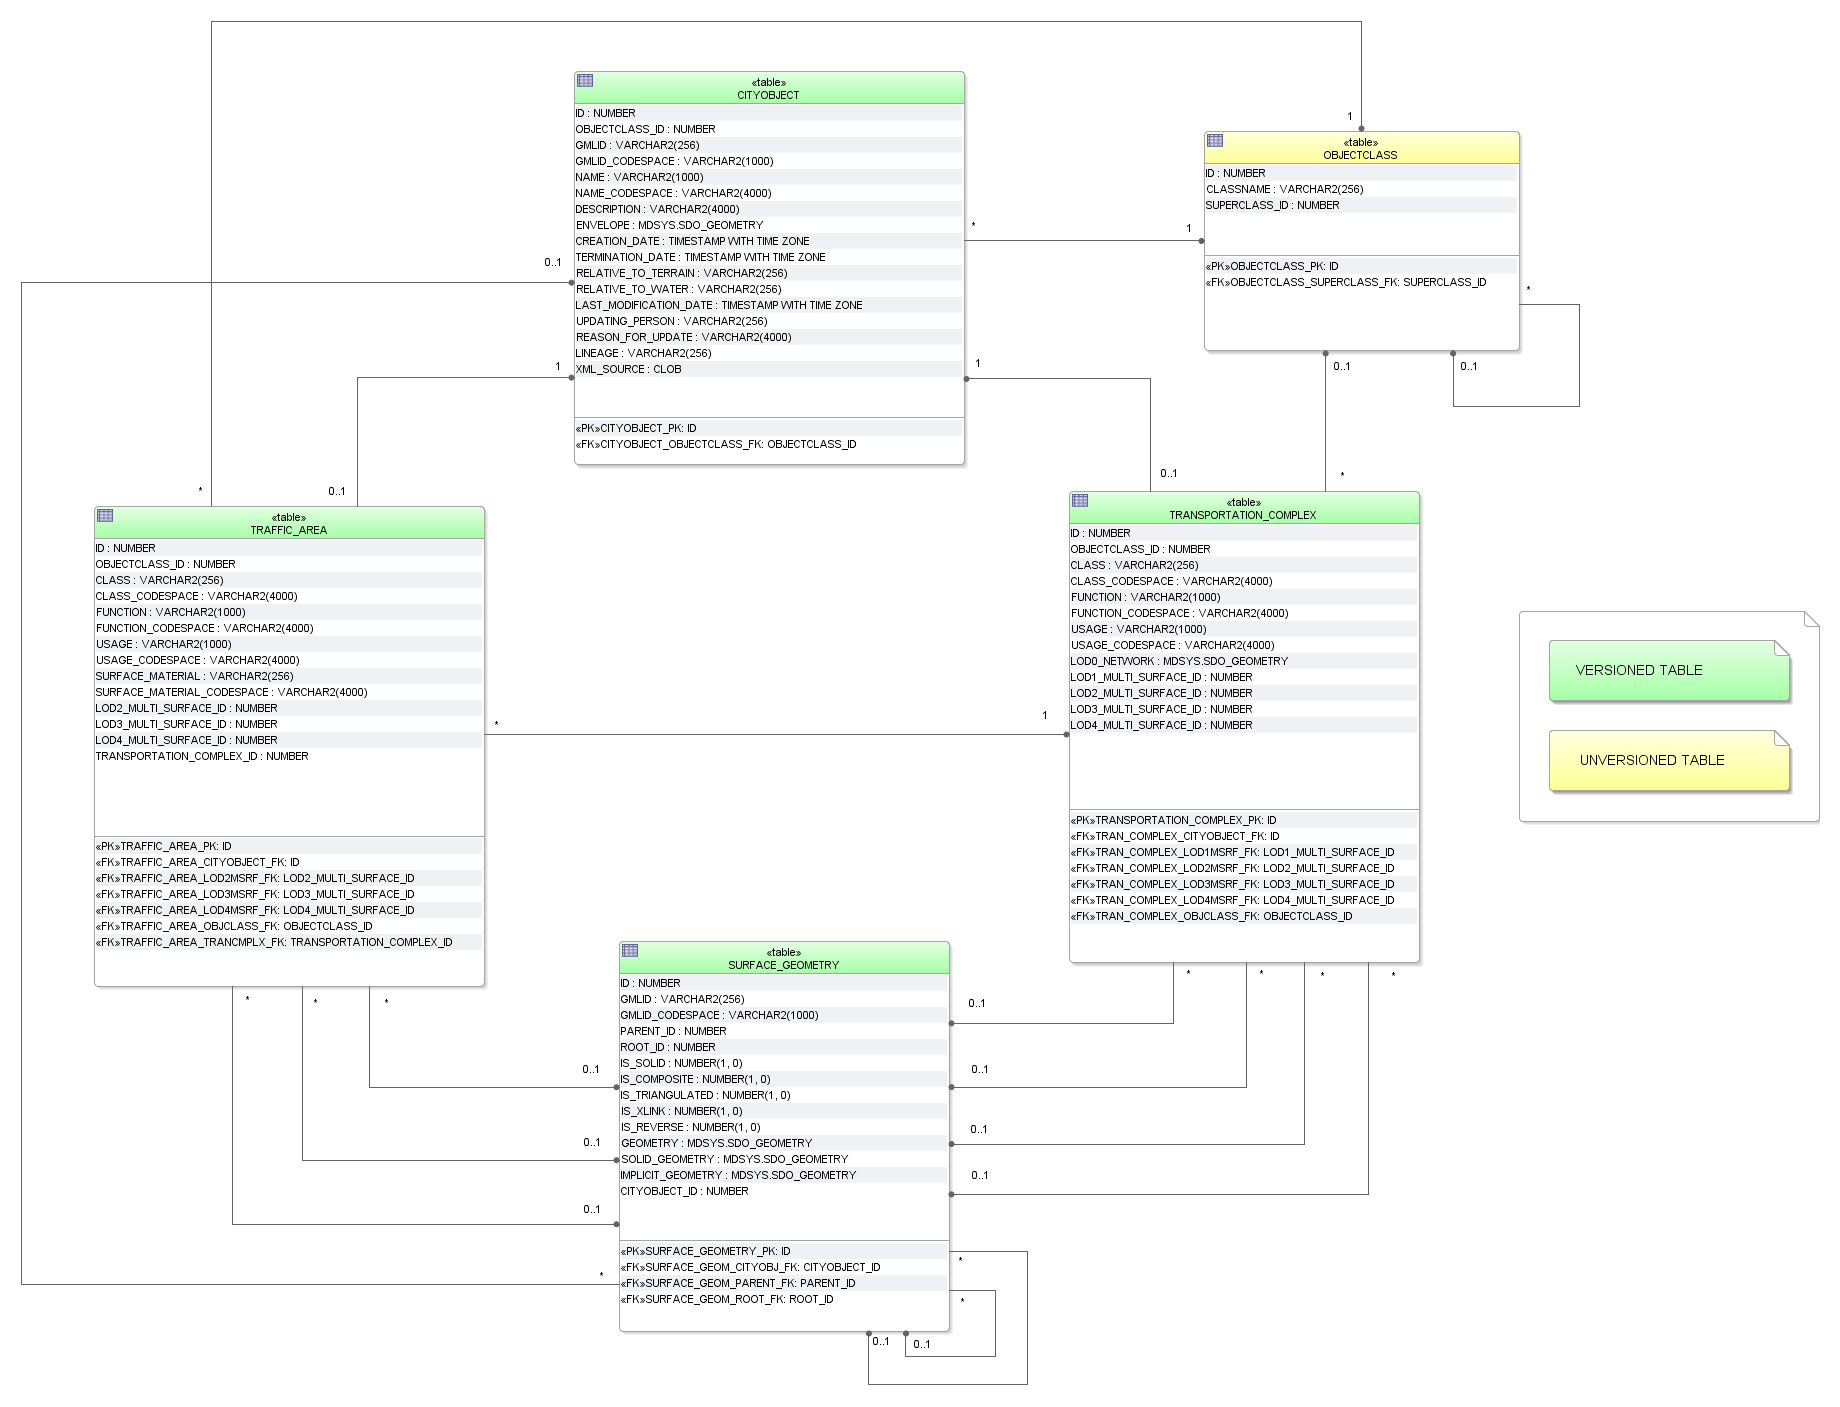 «table»
CITYOBJECT
ID : NUMBER
OBJECTCLASS_ID : NUMBER
GMLID : VARCHAR2(256)
GMLID_CODESPACE : VARCHAR2(1000)
NAME : VARCHAR2(1000)
NAME_CODESPACE : VARCHAR2(4000)
DESCRIPTION : VARCHAR2(4000)
ENVELOPE : MDSYS.SDO_GEOMETRY
CREATION_DATE : TIMESTAMP WITH TIME ZONE
TERMINATION_DATE : TIMESTAMP WITH TIME ZONE
RELATIVE_TO_TERRAIN : VARCHAR2(256)
RELATIVE_TO_WATER : VARCHAR2(256)
LAST_MODIFICATION_DATE : TIMESTAMP WITH TIME ZONE
UPDATING_PERSON : VARCHAR2(256)
REASON_FOR_UPDATE : VARCHAR2(4000)
LINEAGE : VARCHAR2(256)
XML_SOURCE : CLOB
«PK»CITYOBJECT_PK: ID
«FK»CITYOBJECT_OBJECTCLASS_FK: OBJECTCLASS_ID
1
«table»
OBJECTCLASS
ID : NUMBER
CLASSNAME : VARCHAR2(256)
SUPERCLASS_ID : NUMBER
«PK»OBJECTCLASS_PK: ID
«FK»OBJECTCLASS_SUPERCLASS_FK: SUPERCLASS_ID
*
1
0..1
*
1
1
0..1
0..1
0..1
*
*
0..1
*
«table»
TRAFFIC_AREA
ID : NUMBER
OBJECTCLASS_ID : NUMBER
CLASS : VARCHAR2(256)
CLASS_CODESPACE : VARCHAR2(4000)
FUNCTION : VARCHAR2(1000)
FUNCTION_CODESPACE : VARCHAR2(4000)
USAGE : VARCHAR2(1000)
USAGE_CODESPACE : VARCHAR2(4000)
SURFACE_MATERIAL : VARCHAR2(256)
SURFACE_MATERIAL_CODESPACE : VARCHAR2(4000)
LOD2_MULTI_SURFACE_ID : NUMBER
LOD3_MULTI_SURFACE_ID : NUMBER
LOD4_MULTI_SURFACE_ID : NUMBER
TRANSPORTATION_COMPLEX_ID : NUMBER
«PK»TRAFFIC_AREA_PK: ID
«FK»TRAFFIC_AREA_CITYOBJECT_FK: ID
«FK»TRAFFIC_AREA_LOD2MSRF_FK: LOD2_MULTI_SURFACE_ID
«FK»TRAFFIC_AREA_LOD3MSRF_FK: LOD3_MULTI_SURFACE_ID
«FK»TRAFFIC_AREA_LOD4MSRF_FK: LOD4_MULTI_SURFACE_ID
«FK»TRAFFIC_AREA_OBJCLASS_FK: OBJECTCLASS_ID
«FK»TRAFFIC_AREA_TRANCMPLX_FK: TRANSPORTATION_COMPLEX_ID
*
1
«table»
TRANSPORTATION_COMPLEX
ID : NUMBER
OBJECTCLASS_ID : NUMBER
CLASS : VARCHAR2(256)
CLASS_CODESPACE : VARCHAR2(4000)
FUNCTION : VARCHAR2(1000)
FUNCTION_CODESPACE : VARCHAR2(4000)
USAGE : VARCHAR2(1000)
USAGE_CODESPACE : VARCHAR2(4000)
LOD0_NETWORK : MDSYS.SDO_GEOMETRY
LOD1_MULTI_SURFACE_ID : NUMBER
LOD2_MULTI_SURFACE_ID : NUMBER
LOD3_MULTI_SURFACE_ID : NUMBER
LOD4_MULTI_SURFACE_ID : NUMBER
«PK»TRANSPORTATION_COMPLEX_PK: ID
«FK»TRAN_COMPLEX_CITYOBJECT_FK: ID
«FK»TRAN_COMPLEX_LOD1MSRF_FK: LOD1_MULTI_SURFACE_ID
«FK»TRAN_COMPLEX_LOD2MSRF_FK: LOD2_MULTI_SURFACE_ID
«FK»TRAN_COMPLEX_LOD3MSRF_FK: LOD3_MULTI_SURFACE_ID
«FK»TRAN_COMPLEX_LOD4MSRF_FK: LOD4_MULTI_SURFACE_ID
«FK»TRAN_COMPLEX_OBJCLASS_FK: OBJECTCLASS_ID
VERSIONED TABLE
UNVERSIONED TABLE
* * *
* * * *
0..1
0..1
0..1
0..1
0..1
0..1
0..1
*
«table»
SURFACE_GEOMETRY
ID : NUMBER
GMLID : VARCHAR2(256)
GMLID_CODESPACE : VARCHAR2(1000)
PARENT_ID : NUMBER
ROOT_ID : NUMBER
IS_SOLID : NUMBER(1, 0)
IS_COMPOSITE : NUMBER(1, 0)
IS_TRIANGULATED : NUMBER(1, 0)
IS_XLINK : NUMBER(1, 0)
IS_REVERSE : NUMBER(1, 0)
GEOMETRY : MDSYS.SDO_GEOMETRY
SOLID_GEOMETRY : MDSYS.SDO_GEOMETRY
IMPLICIT_GEOMETRY : MDSYS.SDO_GEOMETRY
CITYOBJECT_ID : NUMBER
«PK»SURFACE_GEOMETRY_PK: ID
«FK»SURFACE_GEOM_CITYOBJ_FK: CITYOBJECT_ID
«FK»SURFACE_GEOM_PARENT_FK: PARENT_ID
«FK»SURFACE_GEOM_ROOT_FK: ROOT_ID
*
*
0..1
0..1